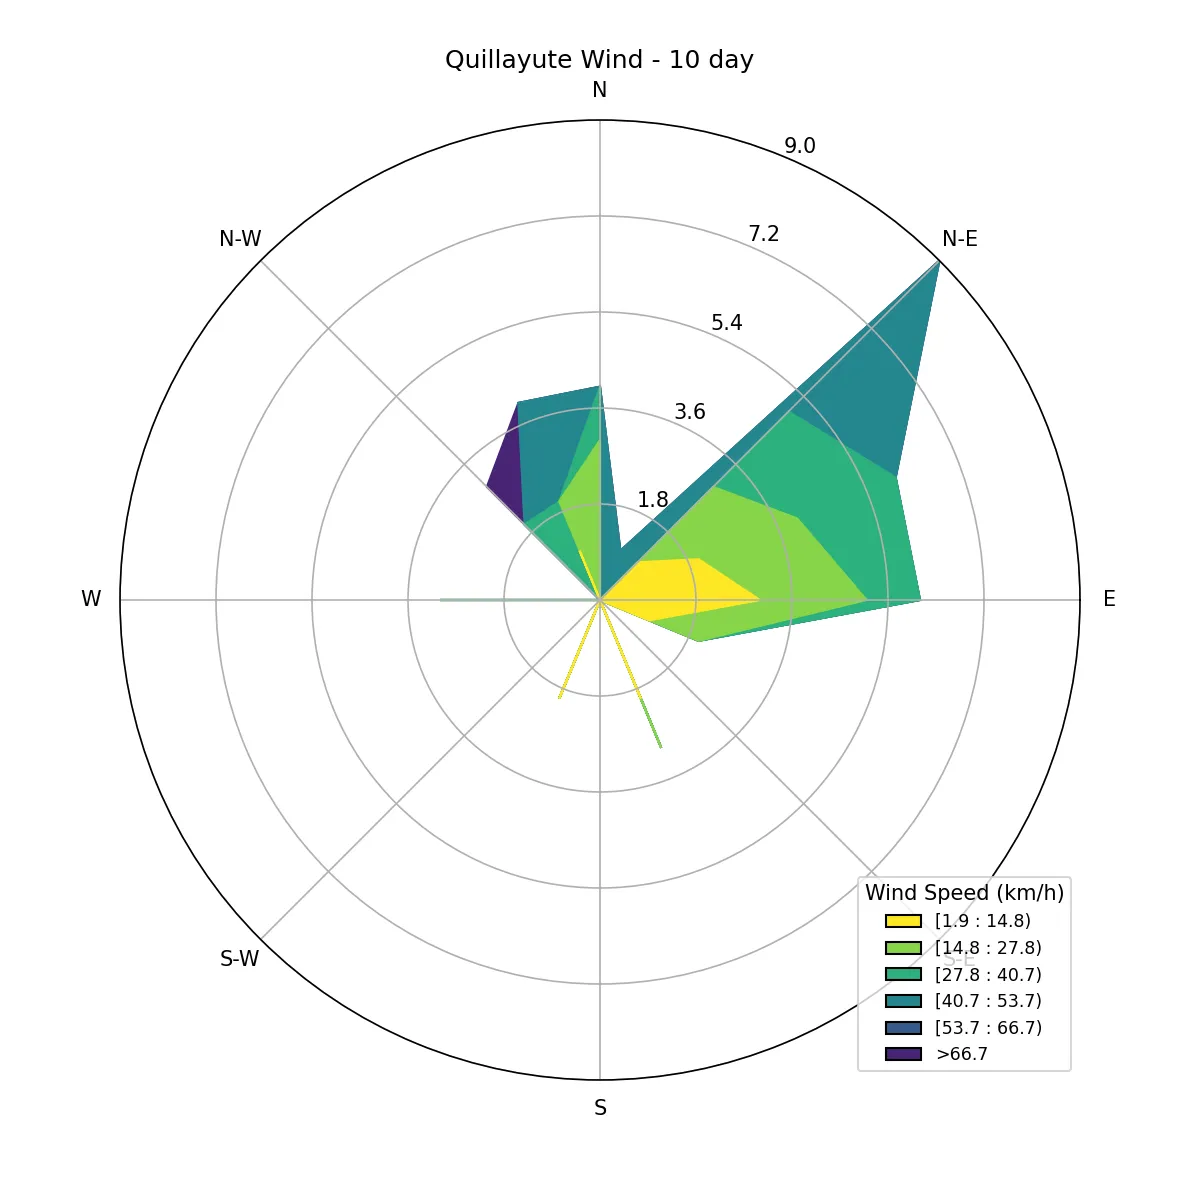 Quillayute Wind - 10 day
N
9.0
7.2
N-W
N-E
5.4
3.6
1.8
W
E
Wind Speed (km/h)
[1.9 : 14.8)
[14.8 : 27.8)
S-W
S-E
[27.8 : 40.7)
[40.7 : 53.7)
[53.7 : 66.7)
>66.7
S